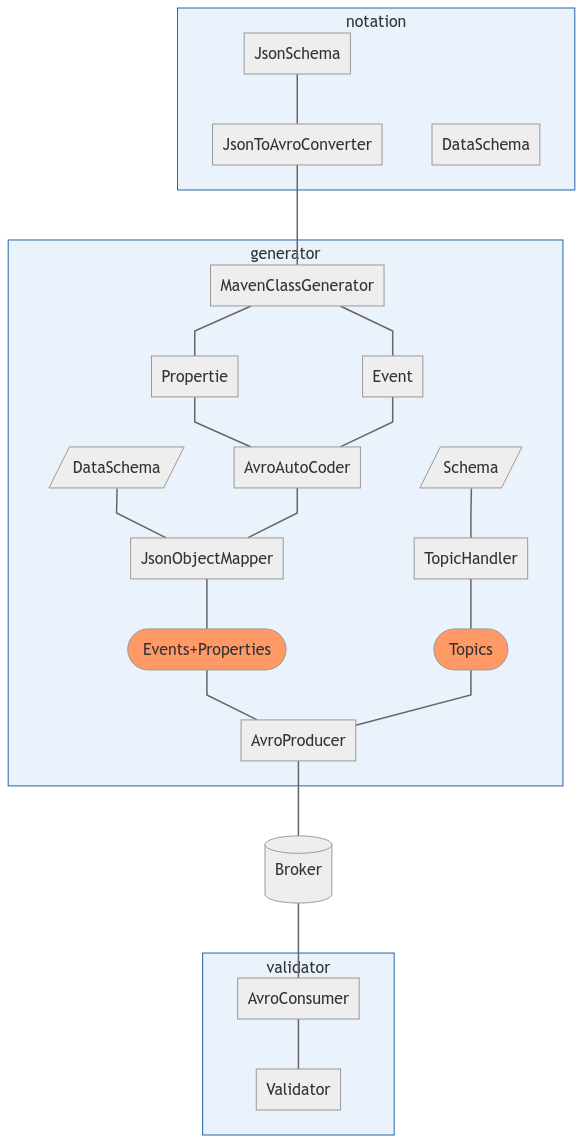 notation
JsonSchema
JsonToAvroConverter
DataSchema
generator
MavenClassGenerator
Propertie
Event
DataSchema
AvroAutoCoder
Schema
JsonObjectMapper
TopicHandler
Events+Properties
Topics
AvroProducer
Broker
validator
AvroConsumer
Validator